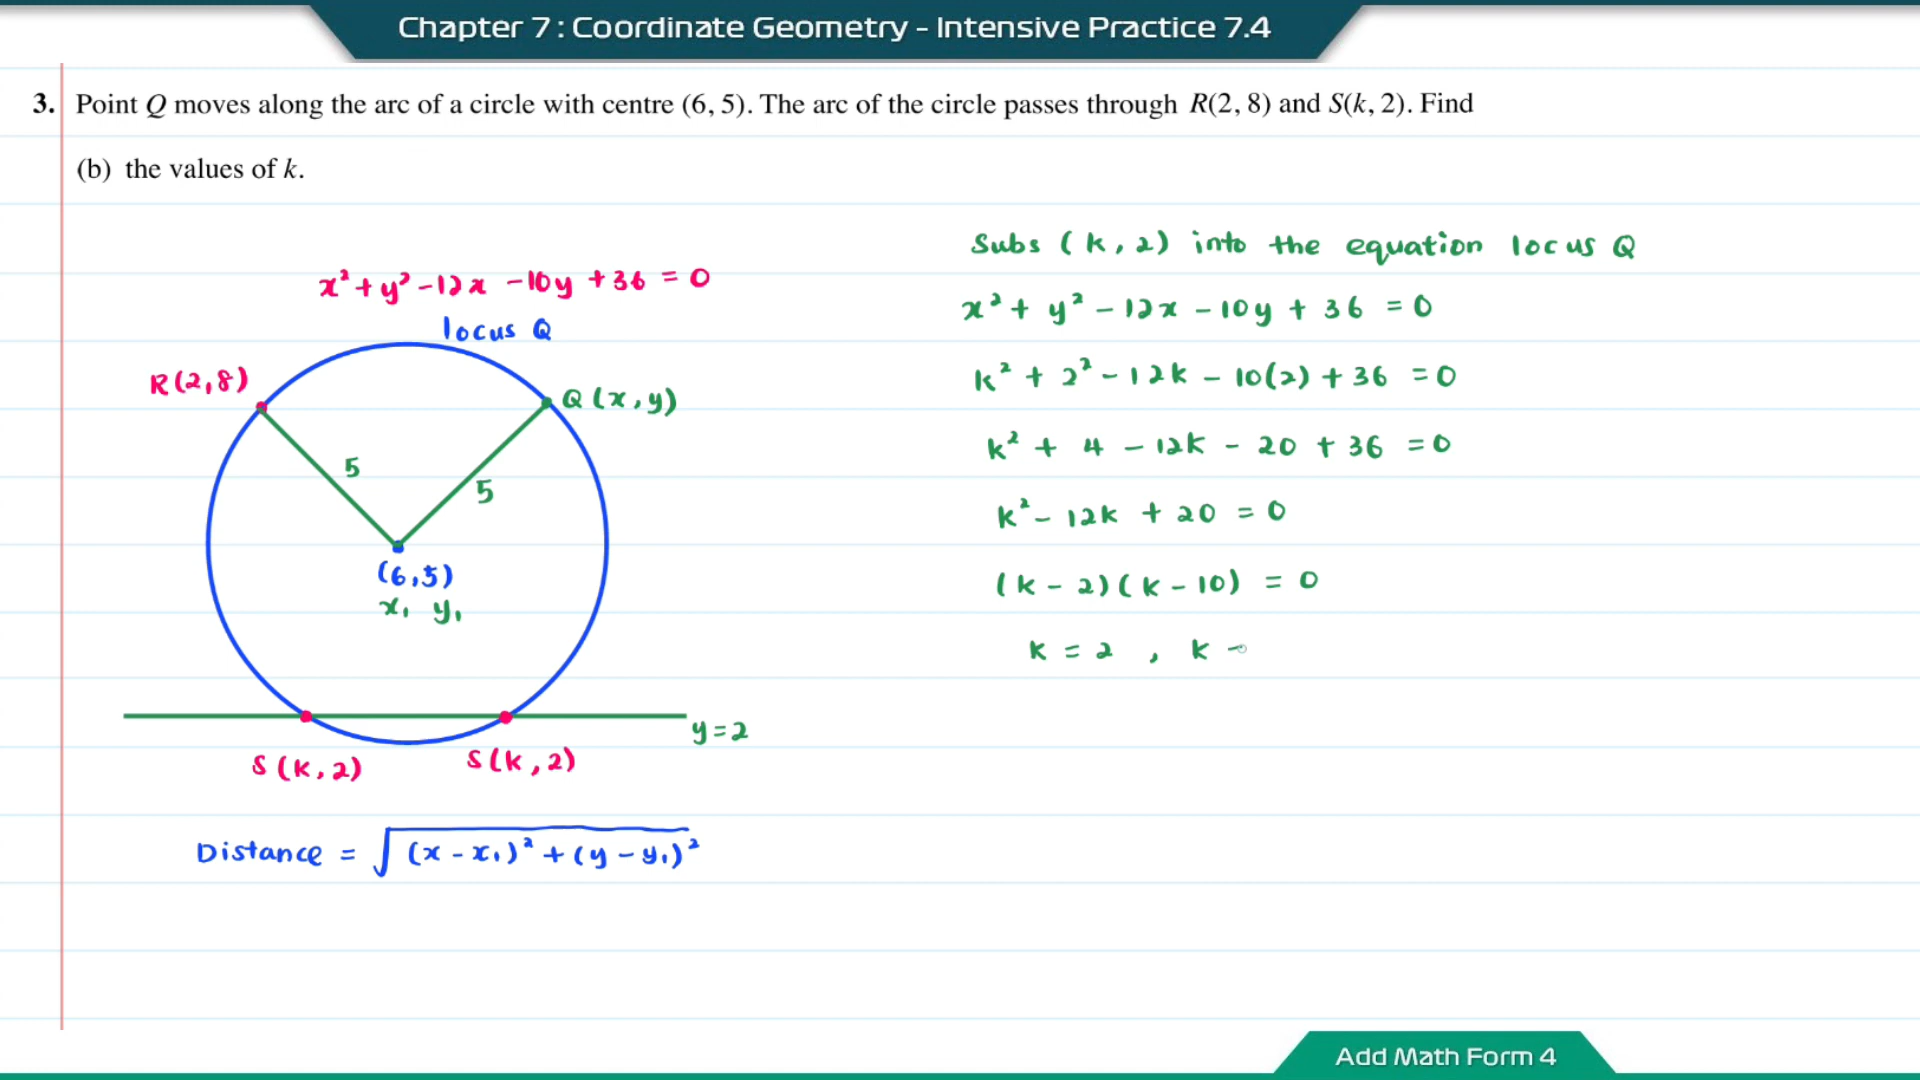 Chapter 7 : Coordinate Geometry - Intensive Practice 7.4
3. Point Q moves along the arc of a circle with centre (6, 5). The arc of the circle passes through R(2, 8) and S(k, 2). Find
(b) the values of k.
x² + y² - 12x - 10y + 36 = 0
locus Q
R(2,8)
Q (x, y)
5
5
(6,5)
x₁ y₁
y = 2
S (k, 2)
S (k, 2)
Distance = √(x - x₁)² + (y - y₁)²
Subs (k, 2) into the equation locus Q
x² + y² - 12x - 10y + 36 = 0
k² + 2² - 12k - 10(2) + 36 = 0
k² + 4 - 12k - 20 + 36 = 0
k² - 12k + 20 = 0
(k - 2)(k - 10) = 0
k = 2 , k -
Add Math Form 4